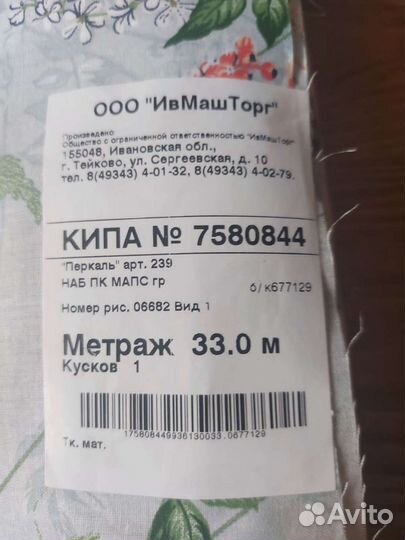 ООО "ИвМашТорг"
Произведено
Общество с ограниченной ответственностью "ИвМашТорг"
155048, Ивановская обл.,
г. Тейково, ул. Сергеевская, д. 10
тел. 8(49343) 4-01-32, 8(49343) 4-02-79,
КИПА № 7580844
"Перкаль" арт. 239
НАБ ПК МАПС гр
б/к677129
Номер рис. 06682 Вид 1
Метраж 33.0 м
Кусков 1
175808449936130033.0677129
Тк. мат.
Avito